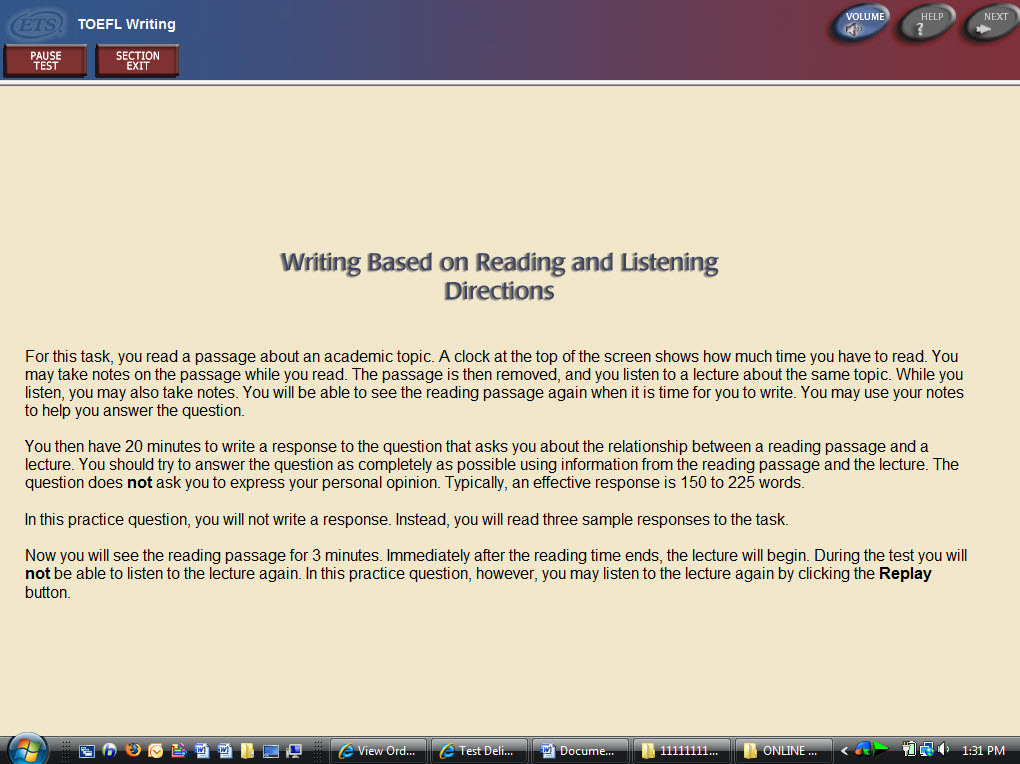 ETS. TOEFL Writing
VOLUME HELP NEXT
PAUSE TEST SECTION EXIT
Writing Based on Reading and Listening
Directions
For this task, you read a passage about an academic topic. A clock at the top of the screen shows how much time you have to read. You
may take notes on the passage while you read. The passage is then removed, and you listen to a lecture about the same topic. While you
listen, you may also take notes. You will be able to see the reading passage again when it is time for you to write. You may use your notes
to help you answer the question.
You then have 20 minutes to write a response to the question that asks you about the relationship between a reading passage and a
lecture. You should try to answer the question as completely as possible using information from the reading passage and the lecture. The
question does not ask you to express your personal opinion. Typically, an effective response is 150 to 225 words.
In this practice question, you will not write a response. Instead, you will read three sample responses to the task.
Now you will see the reading passage for 3 minutes. Immediately after the reading time ends, the lecture will begin. During the test you will
not be able to listen to the lecture again. In this practice question, however, you may listen to the lecture again by clicking the Replay
button.
View Ord... Test Deli... Docume... 11111111... ONLINE ... 1:31 PM